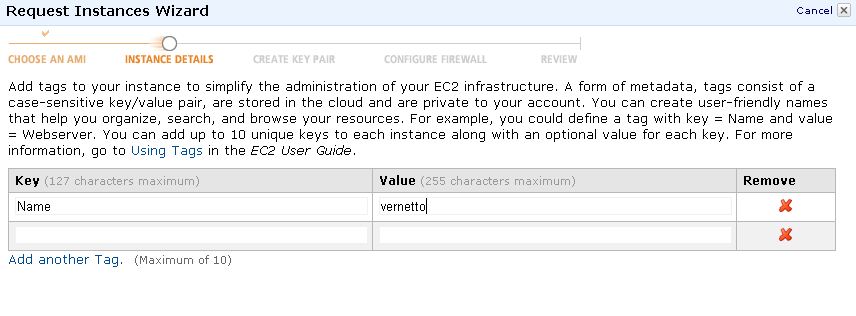 Request Instances Wizard
Cancel
CHOOSE AN AMI INSTANCE DETAILS CREATE KEY PAIR CONFIGURE FIREWALL REVIEW
Add tags to your instance to simplify the administration of your EC2 infrastructure. A form of metadata, tags consist of a
case-sensitive key/value pair, are stored in the cloud and are private to your account. You can create user-friendly names
that help you organize, search, and browse your resources. For example, you could define a tag with key = Name and value
= Webserver. You can add up to 10 unique keys to each instance along with an optional value for each key. For more
information, go to Using Tags in the EC2 User Guide.
Key (127 characters maximum) Value (255 characters maximum) Remove
Name vernetto
Add another Tag. (Maximum of 10)